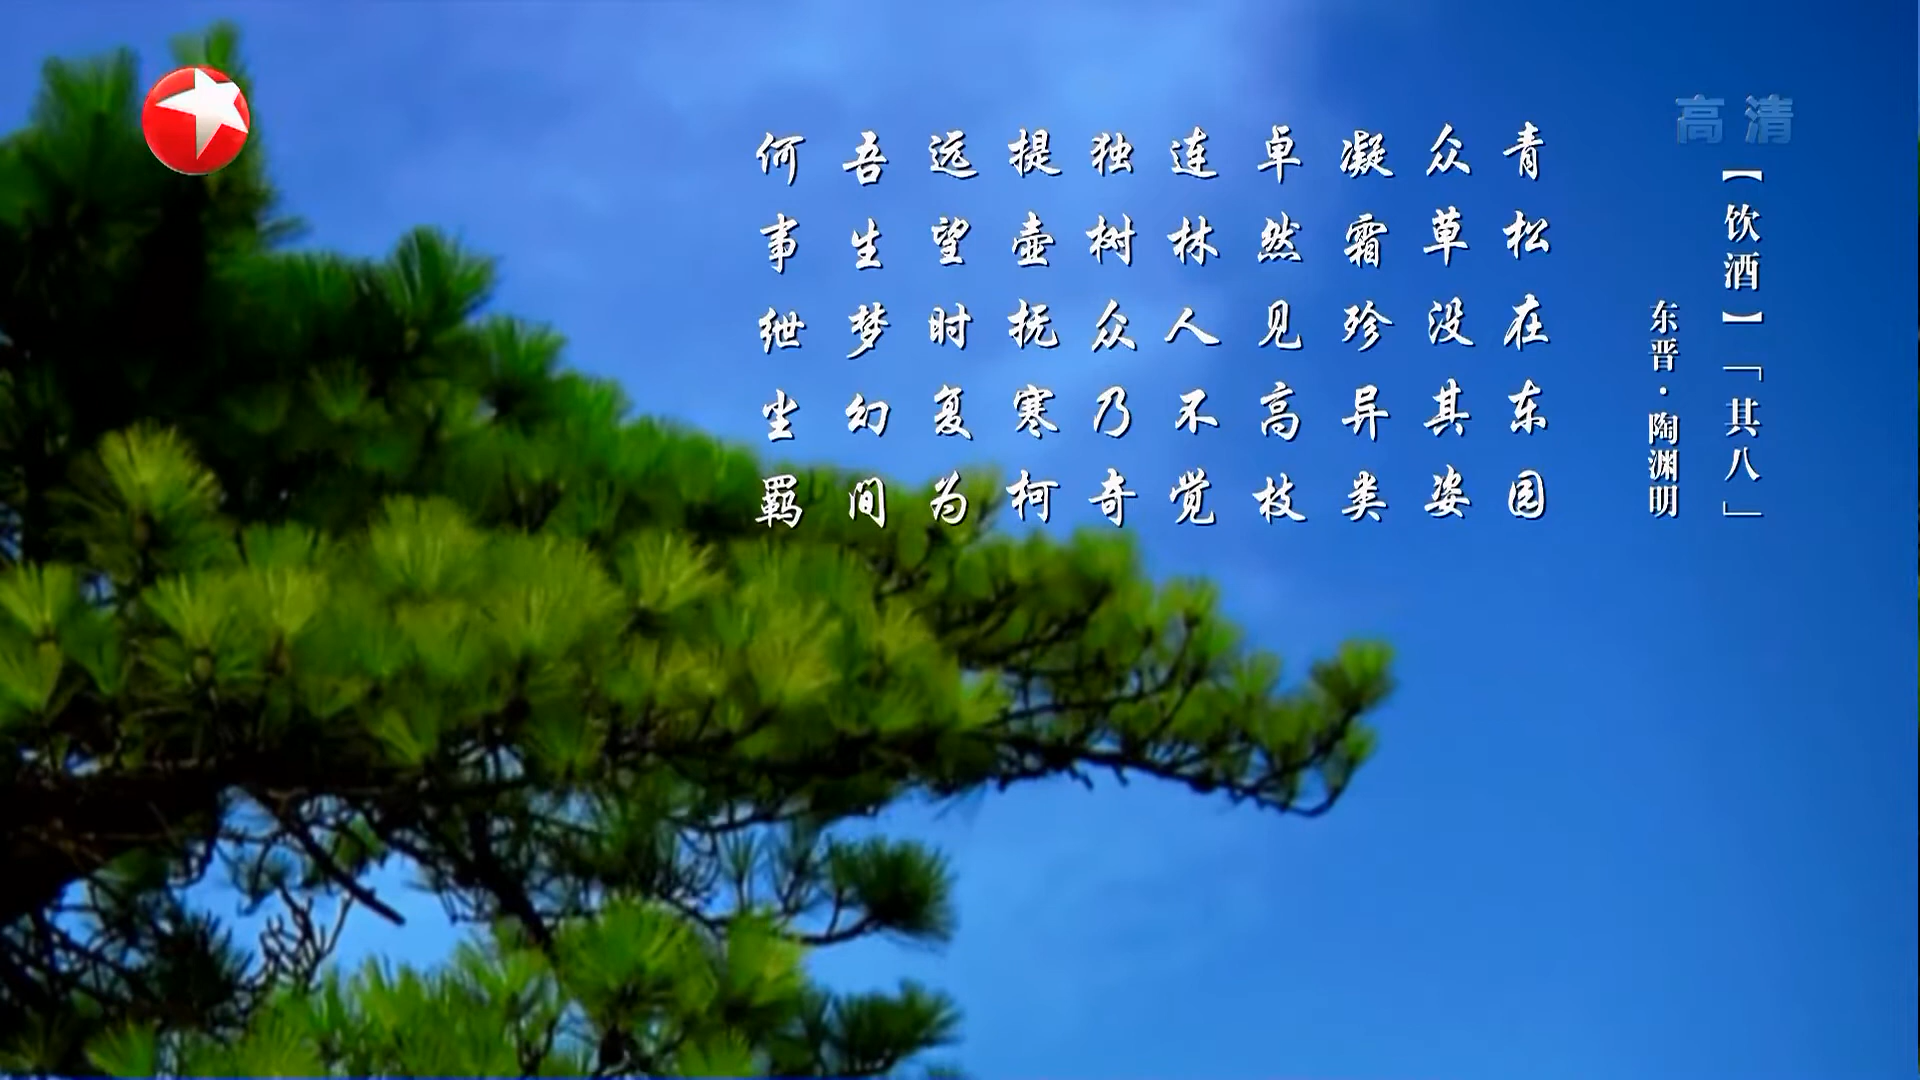 高清
【饮酒】「其八」
东晋·陶渊明
青松在东园
众草没其姿
凝霜殄异类
卓然见高枝
连林人不觉
独树众乃奇
提壶抚寒柯
远望时复为
吾生梦幻间
何事绁尘羁